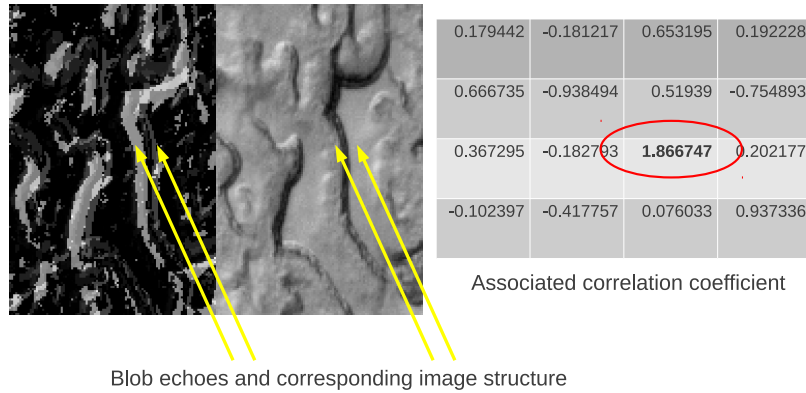 0.179442 -0.181217 0.653195 0.192228
0.666735 -0.938494 0.51939 -0.754893
0.367295 -0.182793 1.866747 0.202177
-0.102397 -0.417757 0.076033 0.937336
Associated correlation coefficient
Blob echoes and corresponding image structure